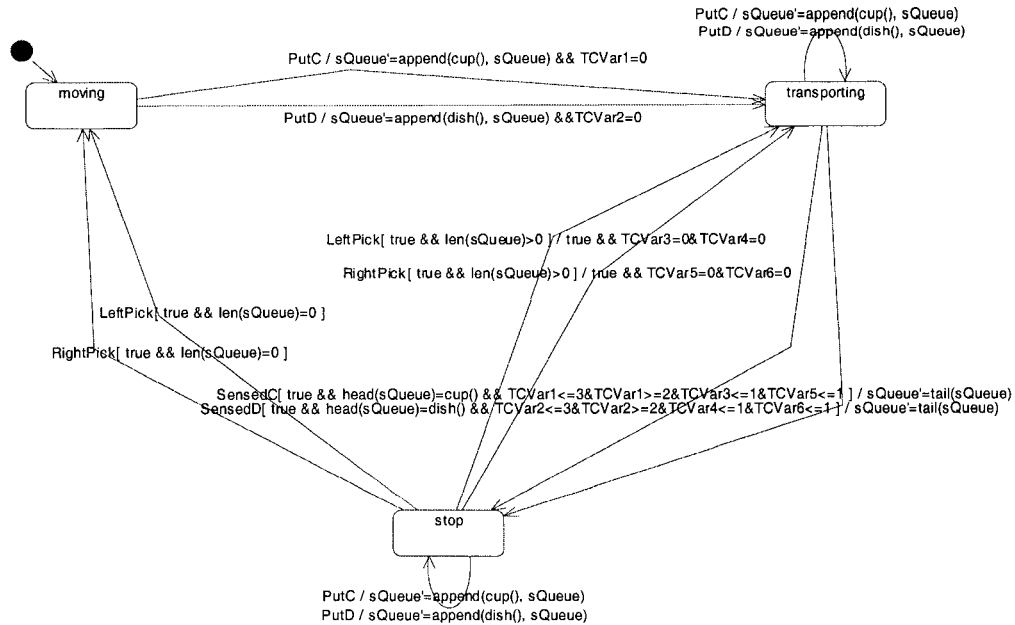 PutC / sQueue'=append(cup(), sQueue)
PutD / sQueue'=append(dish(), sQueue)
PutC / sQueue'=append(cup(), sQueue) && TCVar1=0
moving
transporting
PutD / sQueue'=append(dish(), sQueue) &&TCVar2=0
LeftPick[ true && len(sQueue)>0 ] / true && TCVar3=0&TCVar4=0
RightPick[ true && len(sQueue)>0 ] / true && TCVar5=0&TCVar6=0
LeftPick[ true && len(sQueue)=0 ]
RightPick[ true && len(sQueue)=0 ]
SensedC[ true && head(sQueue)=cup() && TCVar1<=3&TCVar1>=2&TCVar3<=1&TCVar5<=1 ] / sQueue'=tail(sQueue)
SensedD[ true && head(sQueue)=dish() && TCVar2<=3&TCVar2>=2&TCVar4<=1&TCVar6<=1 ] / sQueue'=tail(sQueue)
stop
PutC / sQueue'=append(cup(), sQueue)
PutD / sQueue'=append(dish(), sQueue)